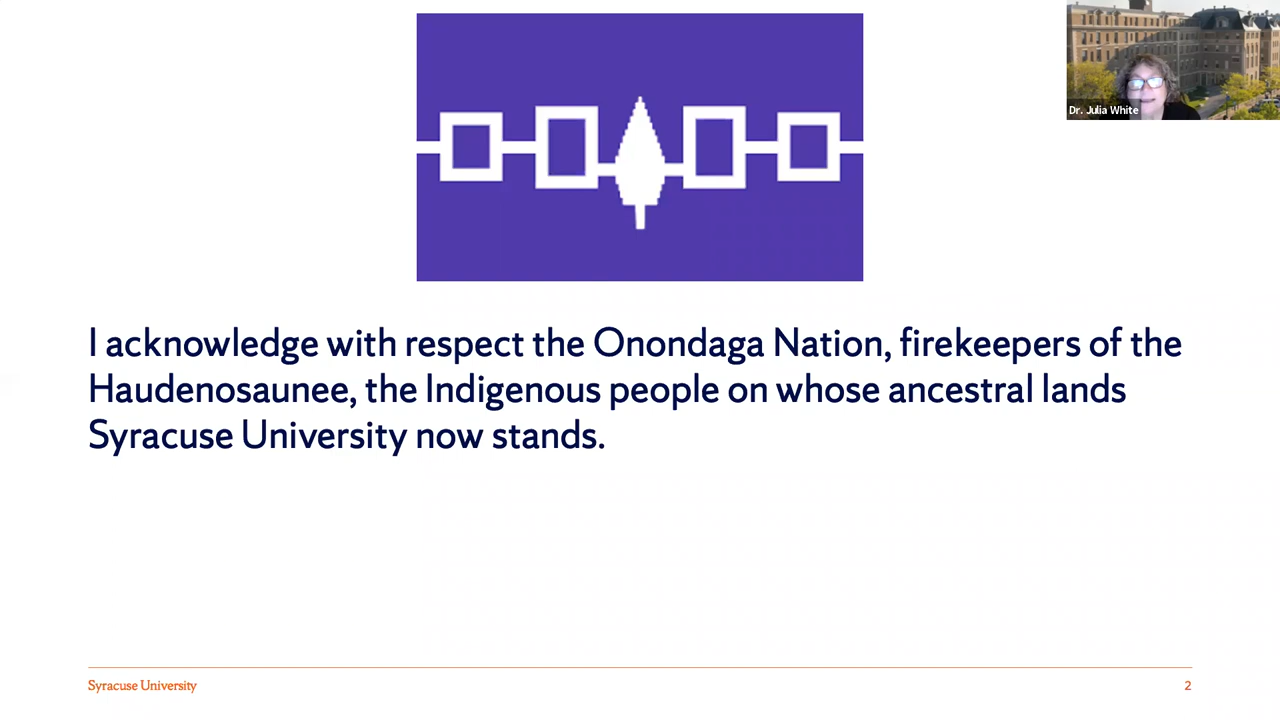 Dr. Julia White
I acknowledge with respect the Onondaga Nation, firekeepers of the
Haudenosaunee, the Indigenous people on whose ancestral lands
Syracuse University now stands.
Syracuse University
2